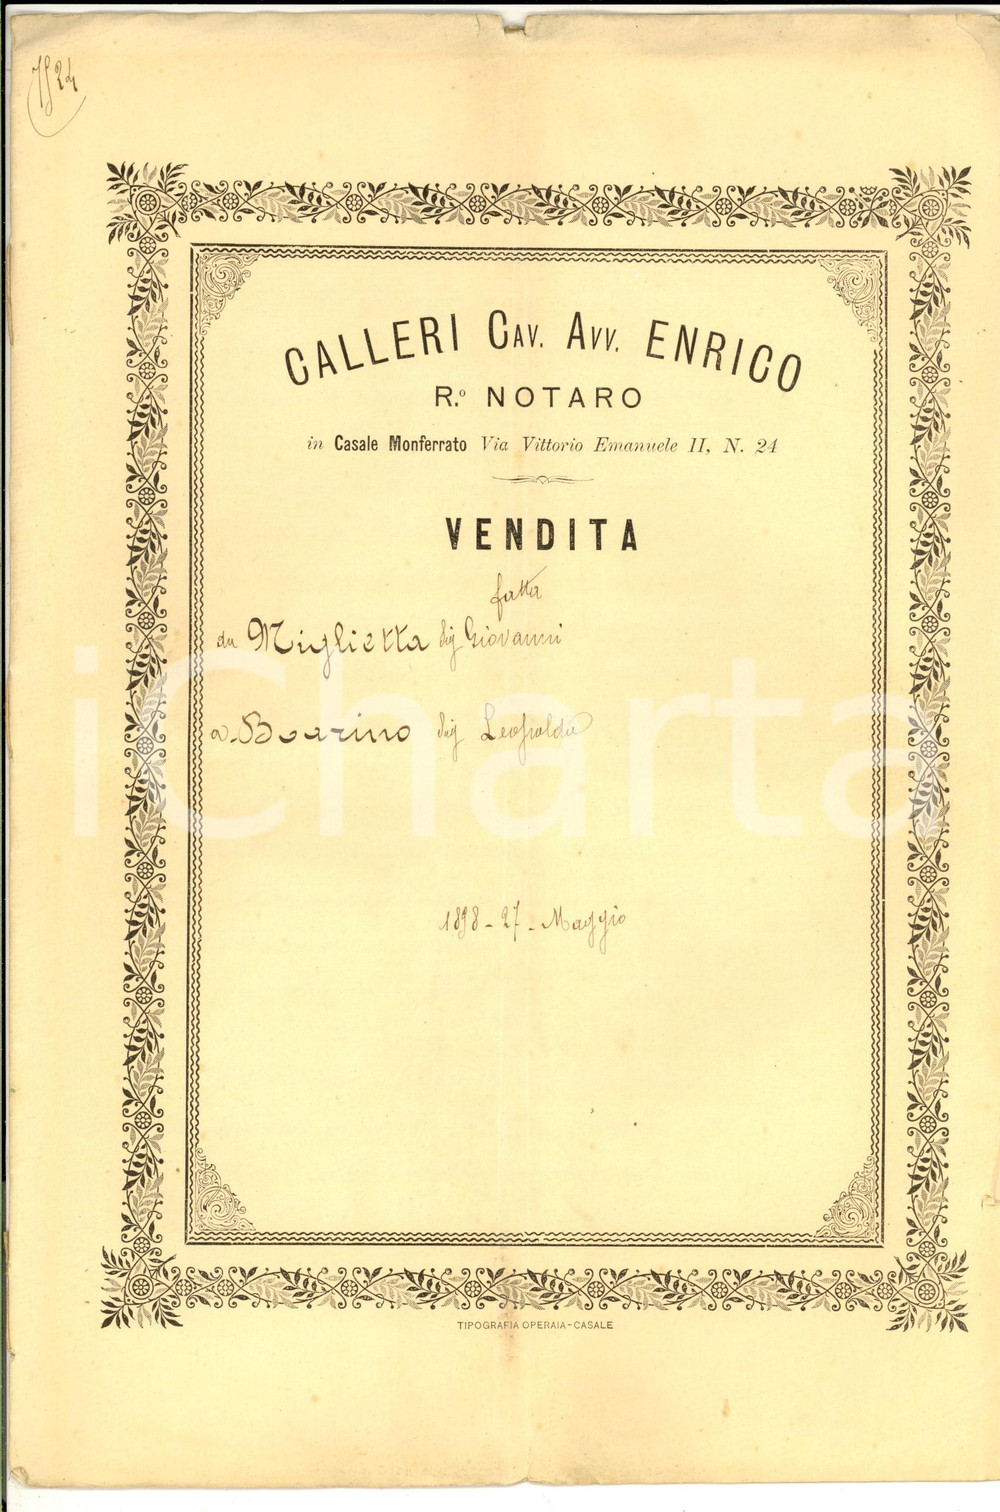 7524
CALLERI CAV. AVV. ENRICO
R.º NOTARO
in Casale Monferrato Via Vittorio Emanuele II, N. 24
VENDITA
fatta
da Miglietta Sig Giovanni
a Boarino Sig Leopoldo
1898 - 27 - Maggio
TIPOGRAFIA OPERAIA - CASALE
iCharta